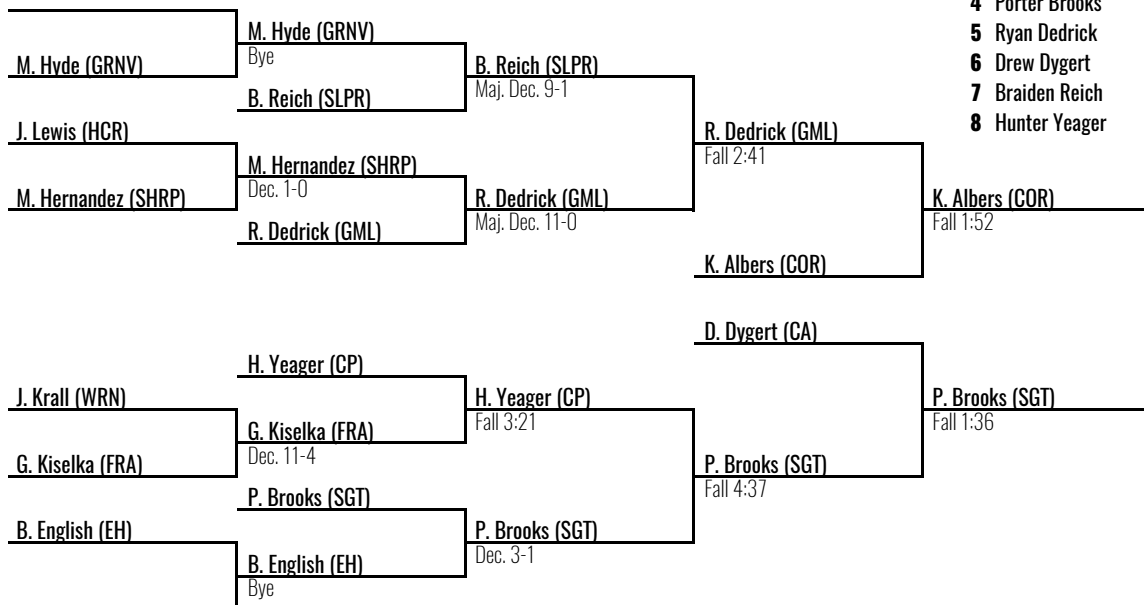 4 Porter Brooks
5 Ryan Dedrick
6 Drew Dygert
7 Braiden Reich
8 Hunter Yeager
M. Hyde (GRNV)
J. Lewis (HCR)
M. Hernandez (SHRP)
M. Hyde (GRNV)
Bye
B. Reich (SLPR)
M. Hernandez (SHRP)
Dec. 1-0
R. Dedrick (GML)
B. Reich (SLPR)
Maj. Dec. 9-1
R. Dedrick (GML)
Maj. Dec. 11-0
R. Dedrick (GML)
Fall 2:41
K. Albers (COR)
K. Albers (COR)
Fall 1:52
J. Krall (WRN)
G. Kiselka (FRA)
B. English (EH)
H. Yeager (CP)
G. Kiselka (FRA)
Dec. 11-4
P. Brooks (SGT)
B. English (EH)
Bye
H. Yeager (CP)
Fall 3:21
P. Brooks (SGT)
Dec. 3-1
D. Dygert (CA)
P. Brooks (SGT)
Fall 4:37
P. Brooks (SGT)
Fall 1:36